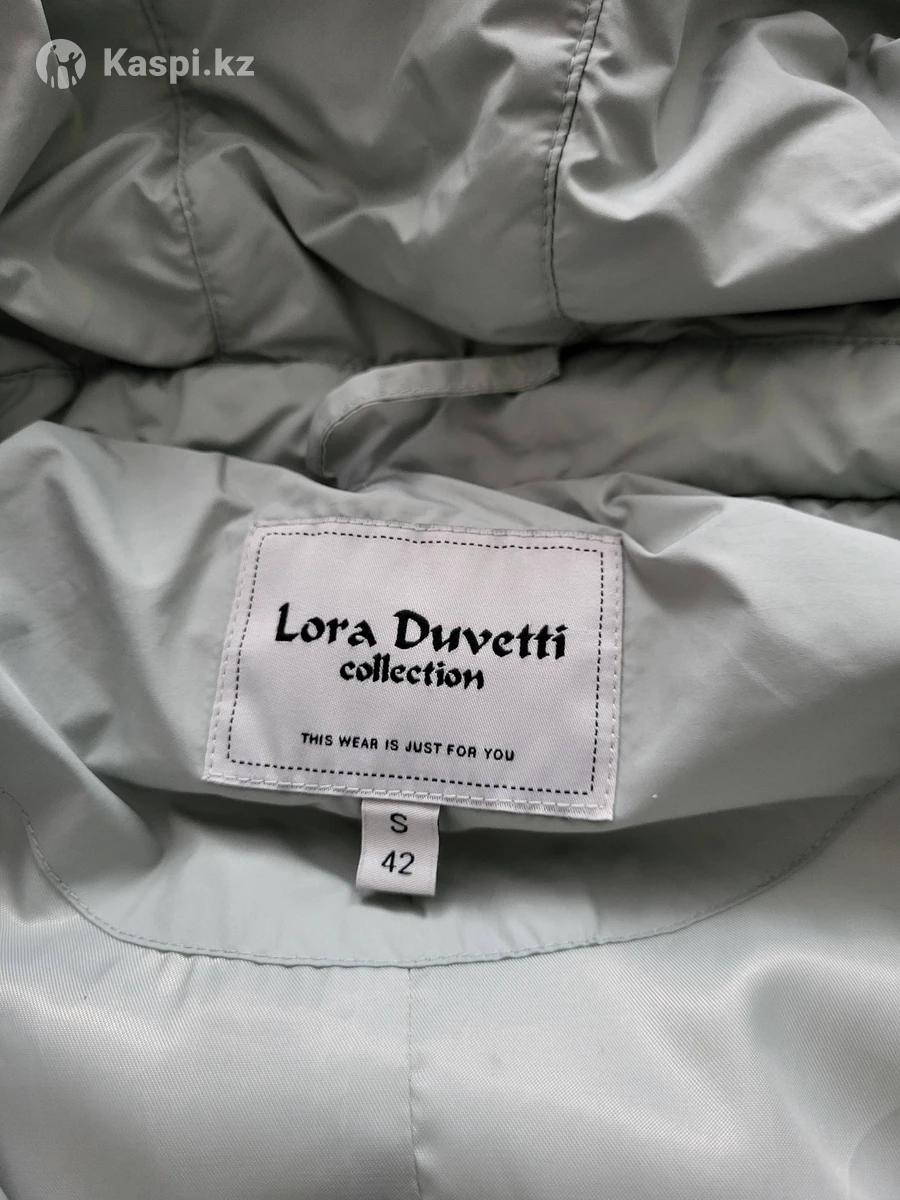 Kaspi.kz
Lora Duvetti
collection
THIS WEAR IS JUST FOR YOU
S
42